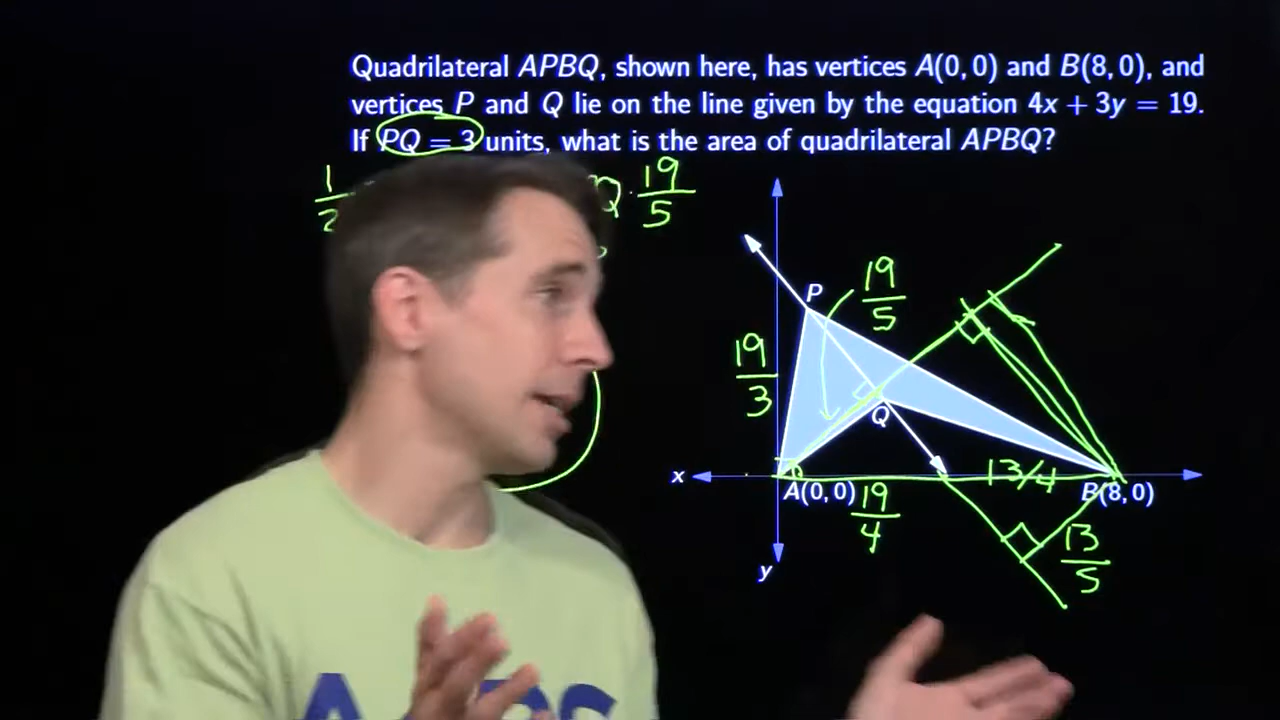 Quadrilateral APBQ, shown here, has vertices A(0, 0) and B(8, 0), and
vertices P and Q lie on the line given by the equation 4x + 3y = 19.
If PQ = 3 units, what is the area of quadrilateral APBQ?
1/2
Q · 19/5
P
19/5
19/3
Q
x
A(0, 0)
19/4
13/4
B(8, 0)
13/5
y